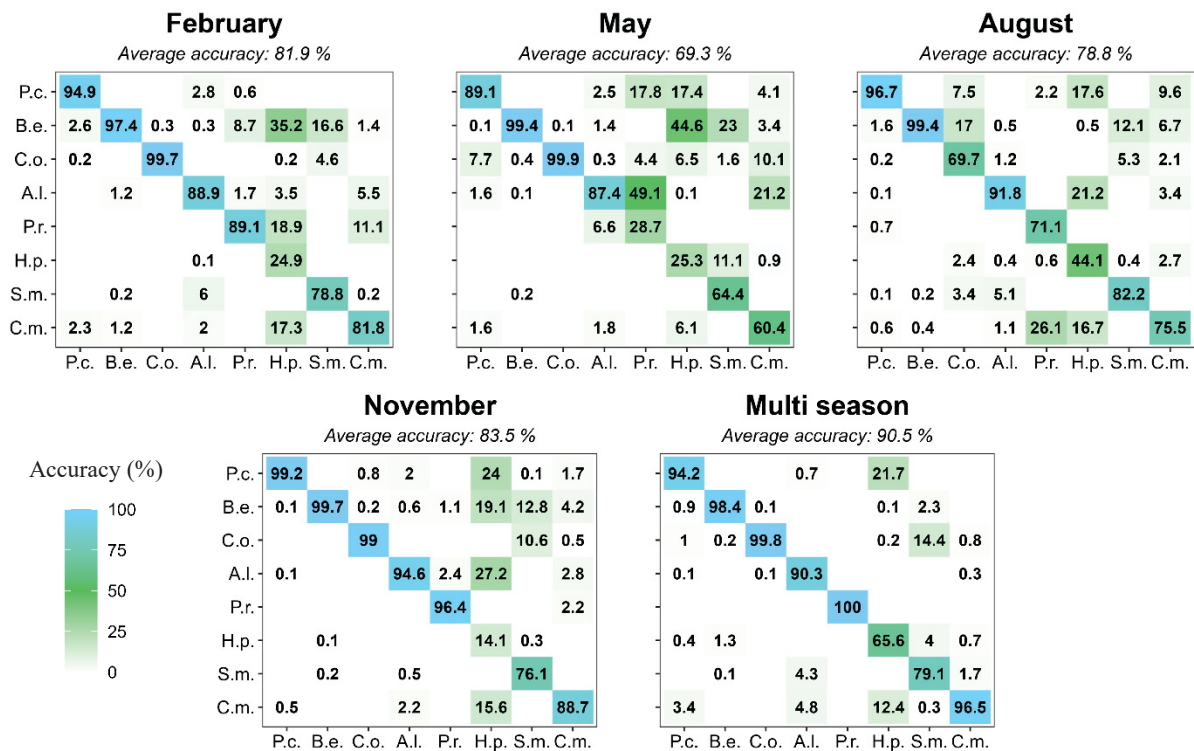 February May August
Average accuracy: 81.9 % Average accuracy: 69.3 % Average accuracy: 78.8 %
P.c. 94.9 2.8 0.6 89.1 2.5 17.8 17.4 4.1 96.7 7.5 2.2 17.6 9.6
B.e. 2.6 97.4 0.3 0.3 8.7 35.2 16.6 1.4 0.1 99.4 0.1 1.4 44.6 23 3.4 1.6 99.4 17 0.5 0.5 12.1 6.7
C.o. 0.2 99.7 0.2 4.6 7.7 0.4 99.9 0.3 4.4 6.5 1.6 10.1 0.2 69.7 1.2 5.3 2.1
A.l. 1.2 88.9 1.7 3.5 5.5 1.6 0.1 87.4 49.1 0.1 21.2 0.1 91.8 21.2 3.4
P.r. 89.1 18.9 11.1 6.6 28.7 0.7 71.1
H.p. 0.1 24.9 25.3 11.1 0.9 2.4 0.4 0.6 44.1 0.4 2.7
S.m. 0.2 6 78.8 0.2 0.2 64.4 0.1 0.2 3.4 5.1 82.2
C.m. 2.3 1.2 2 17.3 81.8 1.6 1.8 6.1 60.4 0.6 0.4 1.1 26.1 16.7 75.5
P.c. B.e. C.o. A.l. P.r. H.p. S.m. C.m. P.c. B.e. C.o. A.l. P.r. H.p. S.m. C.m. P.c. B.e. C.o. A.l. P.r. H.p. S.m. C.m.
November Multi season
Average accuracy: 83.5 % Average accuracy: 90.5 %
Accuracy (%)
100
75
50
25
0
P.c. 99.2 0.8 2 24 0.1 1.7 94.2 0.7 21.7
B.e. 0.1 99.7 0.2 0.6 1.1 19.1 12.8 4.2 0.9 98.4 0.1 0.1 2.3
C.o. 99 10.6 0.5 1 0.2 99.8 0.2 14.4 0.8
A.l. 0.1 94.6 2.4 27.2 2.8 0.1 0.1 90.3 0.3
P.r. 96.4 2.2 100
H.p. 0.1 14.1 0.3 0.4 1.3 65.6 4 0.7
S.m. 0.2 0.5 76.1 0.1 4.3 79.1 1.7
C.m. 0.5 2.2 15.6 88.7 3.4 4.8 12.4 0.3 96.5
P.c. B.e. C.o. A.l. P.r. H.p. S.m. C.m. P.c. B.e. C.o. A.l. P.r. H.p. S.m. C.m.